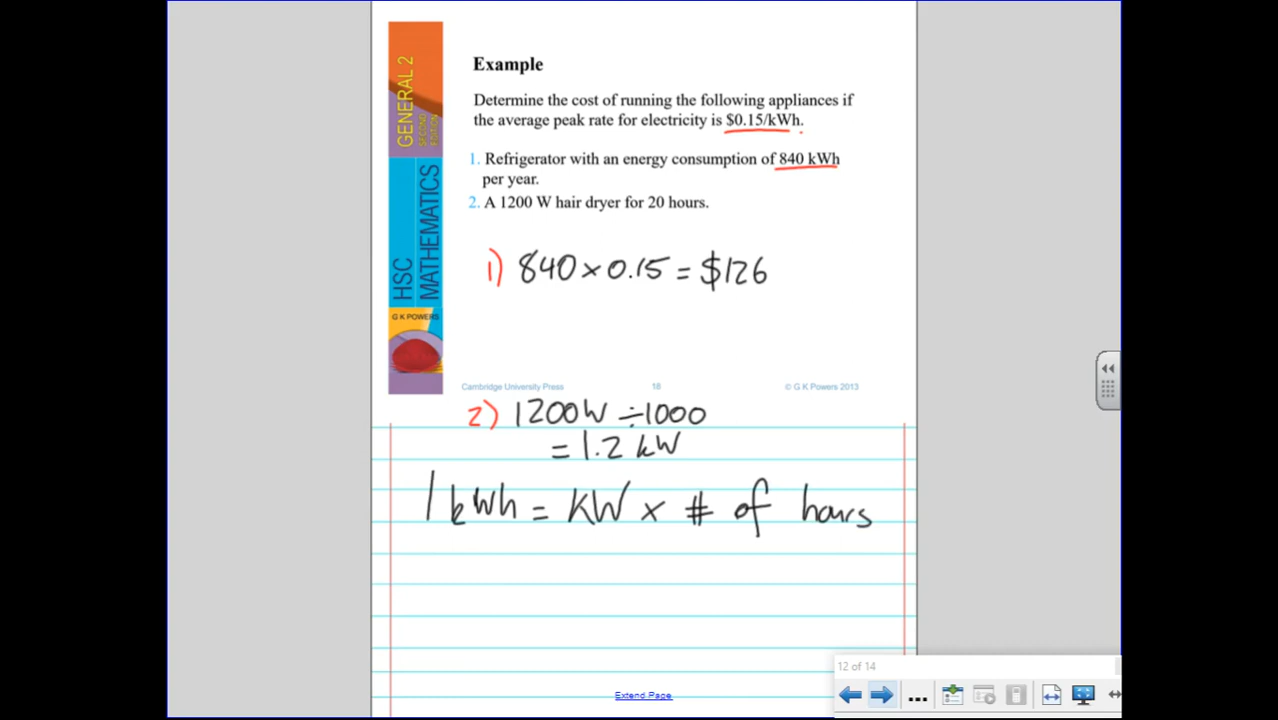 GENERAL 2
SECOND EDITION
HSC MATHEMATICS
G K POWERS
Example
Determine the cost of running the following appliances if
the average peak rate for electricity is $0.15/kWh.
1. Refrigerator with an energy consumption of 840 kWh
per year.
2. A 1200 W hair dryer for 20 hours.
1) 840 × 0.15 = $126
Cambridge University Press 18 © G K Powers 2013
2) 1200W ÷ 1000
= 1.2 kW
1 kWh = KW × # of hours
12 of 14
Extend Page